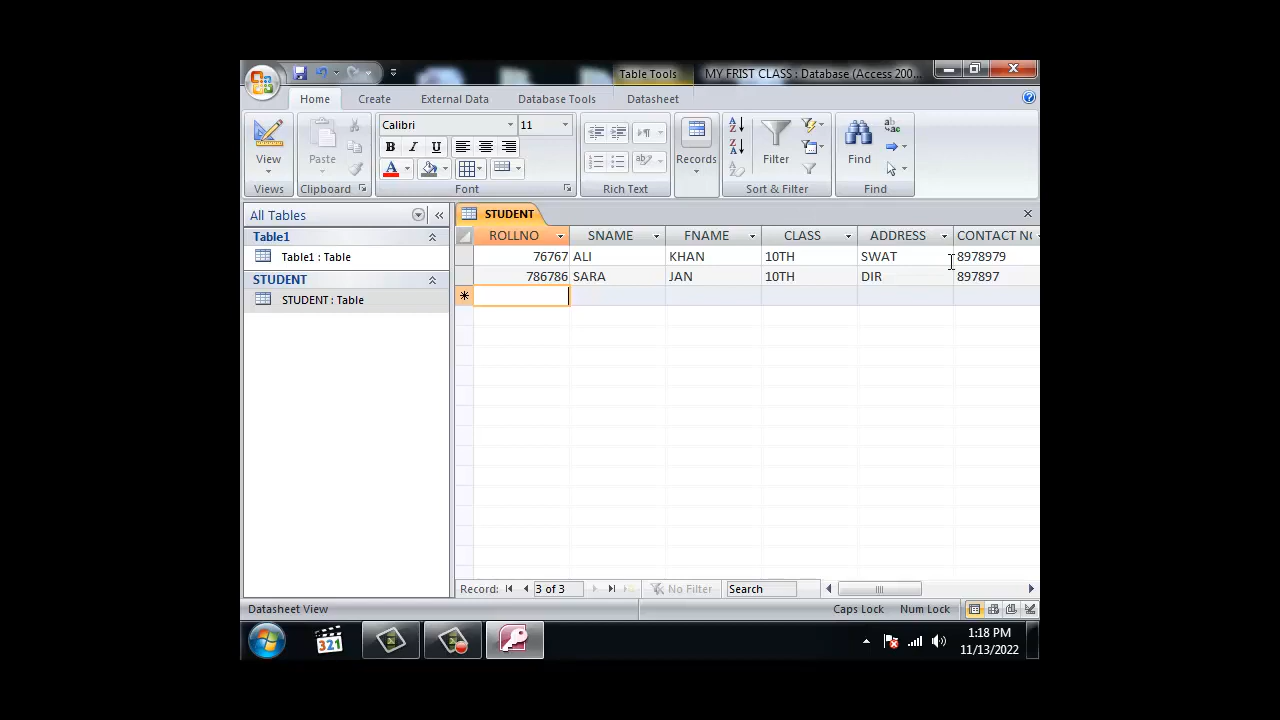 Table Tools
MY FRIST CLASS : Database (Access 200...
Home Create External Data Database Tools Datasheet
View Paste Calibri 11 Records Filter Find
B I U
Views Clipboard Font Rich Text Sort & Filter Find
All Tables
Table1
Table1 : Table
STUDENT
STUDENT : Table
STUDENT
ROLLNO SNAME FNAME CLASS ADDRESS CONTACT NO
76767 ALI KHAN 10TH SWAT 8978979
786786 SARA JAN 10TH DIR 897897
Record: 3 of 3 No Filter Search
Datasheet View Caps Lock Num Lock
321
1:18 PM
11/13/2022